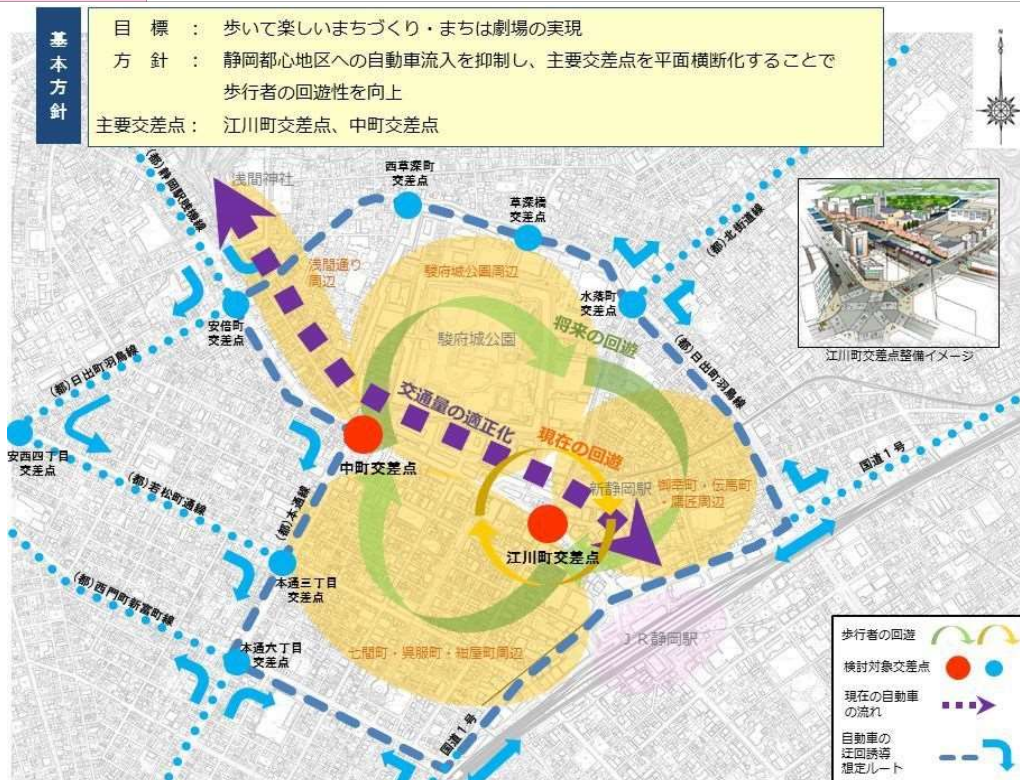 基本方針
目 標 ： 歩いて楽しいまちづくり・まちは劇場の実現
方 針 ： 静岡都心地区への自動車流入を抑制し、主要交差点を平面横断化することで
歩行者の回遊性を向上
主要交差点： 江川町交差点、中町交差点
N
(都)静岡駅賤機線
浅間神社
西草深町
交差点
草深橋
交差点
(都)北街道線
浅間通り
周辺
駿府城公園周辺
水落町
交差点
安倍町
交差点
駿府城公園
将来の回遊
江川町交差点整備イメージ
(都)日出町羽鳥線
(都)日出町羽鳥線
交通量の適正化
現在の回遊
安西四丁目
交差点
中町交差点
国道1号
(都)若松町通線
(都)本通線
新静岡駅
御幸町・伝馬町
・鷹匠周辺
江川町交差点
本通三丁目
交差点
(都)西門町新富町線
JR静岡駅
本通六丁目
交差点
七間町・呉服町・紺屋町周辺
国道1号
歩行者の回遊
検討対象交差点
現在の自動車
の流れ
自動車の
迂回誘導
想定ルート